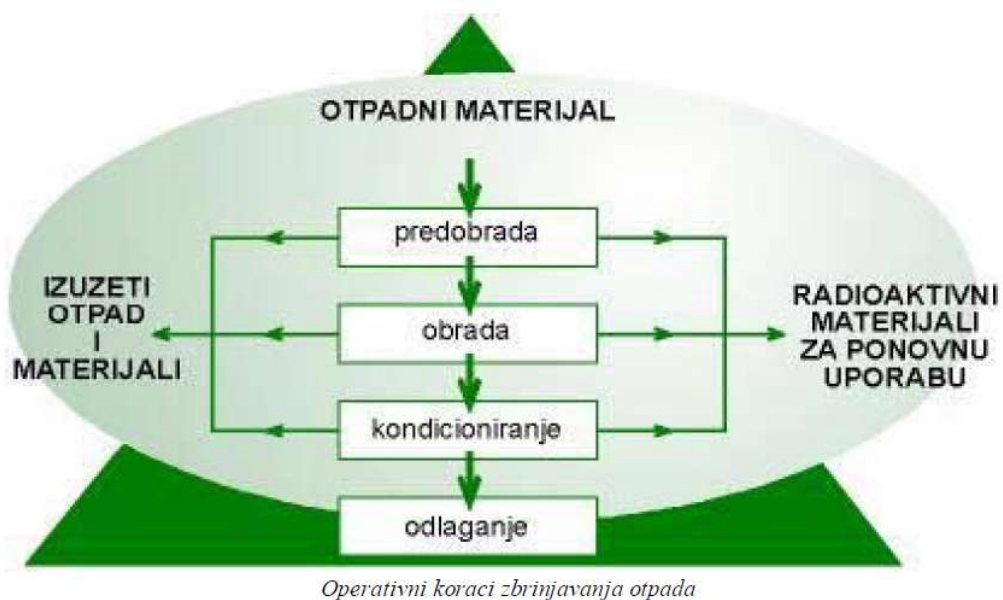 OTPADNI MATERIJAL
predobrada
IZUZETI
OTPAD
I
MATERIJALI
obrada
RADIOAKTIVNI
MATERIJALI
ZA PONOVNU
UPORABU
kondicioniranje
odlaganje
Operativni koraci zbrinjavanja otpada